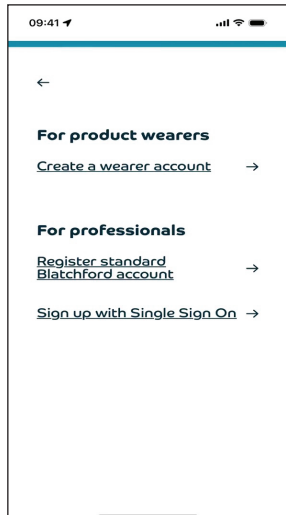 09:41
←
For product wearers
Create a wearer account →
For professionals
Register standard
Blatchford account →
Sign up with Single Sign On →